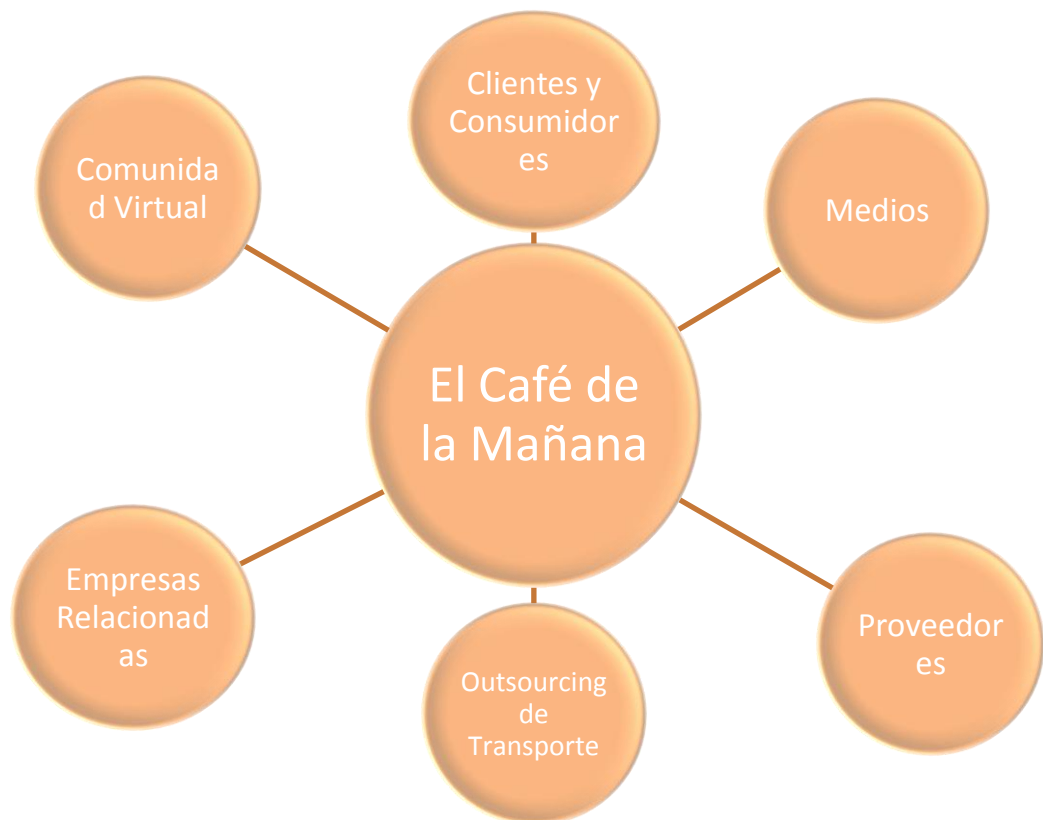 Clientes y
Consumidor
es
Comunida
d Virtual
Medios
El Café de
la Mañana
Empresas
Relacionad
as
Proveedor
es
Outsourcing
de
Transporte